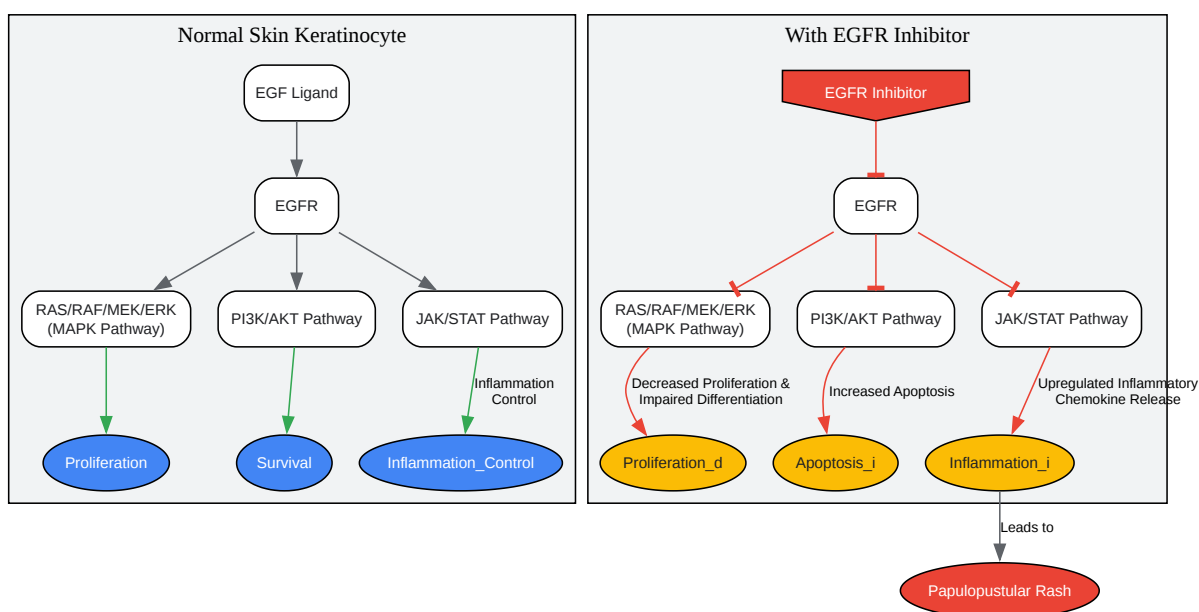 Normal Skin Keratinocyte
EGF Ligand
EGFR
RAS/RAF/MEK/ERK
(MAPK Pathway)
PI3K/AKT Pathway
JAK/STAT Pathway
Inflammation
Control
Proliferation
Survival
Inflammation_Control
With EGFR Inhibitor
EGFR Inhibitor
EGFR
RAS/RAF/MEK/ERK
(MAPK Pathway)
PI3K/AKT Pathway
JAK/STAT Pathway
Decreased Proliferation &
Impaired Differentiation
Increased Apoptosis
Upregulated Inflammatory
Chemokine Release
Proliferation_d
Apoptosis_i
Inflammation_i
Leads to
Papulopustular Rash